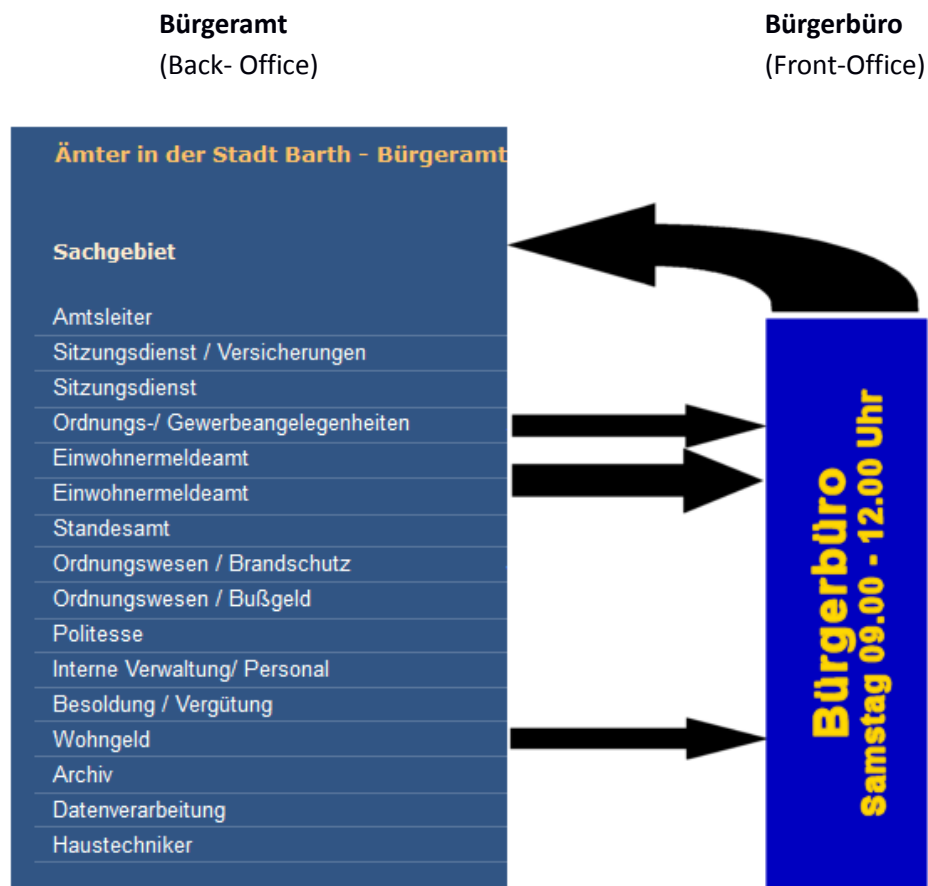 Bürgeramt
(Back- Office)
Bürgerbüro
(Front-Office)
Ämter in der Stadt Barth - Bürgeramt
Sachgebiet
Amtsleiter
Sitzungsdienst / Versicherungen
Sitzungsdienst
Ordnungs-/ Gewerbeangelegenheiten
Einwohnermeldeamt
Einwohnermeldeamt
Standesamt
Ordnungswesen / Brandschutz
Ordnungswesen / Bußgeld
Politesse
Interne Verwaltung/ Personal
Besoldung / Vergütung
Wohngeld
Archiv
Datenverarbeitung
Haustechniker
Bürgerbüro
Samstag 09.00 - 12.00 Uhr